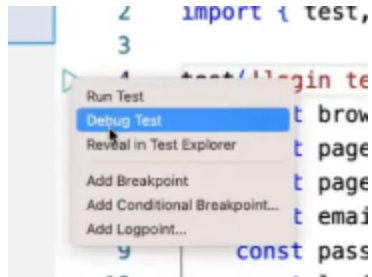 2 import { test,
3
4 test('login te
Run Test
Debug Test
t brow
Reveal in Test Explorer
t page
t page
Add Breakpoint
Add Conditional Breakpoint...
t emai
Add Logpoint...
9 const pass